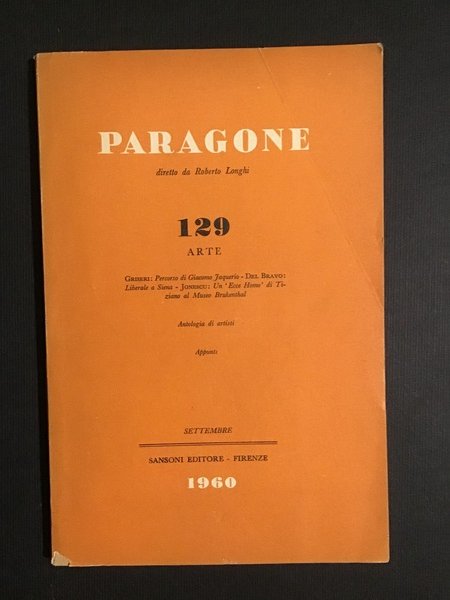 PARAGONE
diretto da Roberto Longhi
129
ARTE
GRISERI: Percorso di Giacomo Jaquerio - DEL BRAVO:
Liberale a Siena - JONESCU: Un 'Ecce Homo' di Ti-
ziano al Museo Brukenthal
Antologia di artisti
Appunti
SETTEMBRE
SANSONI EDITORE - FIRENZE
1960